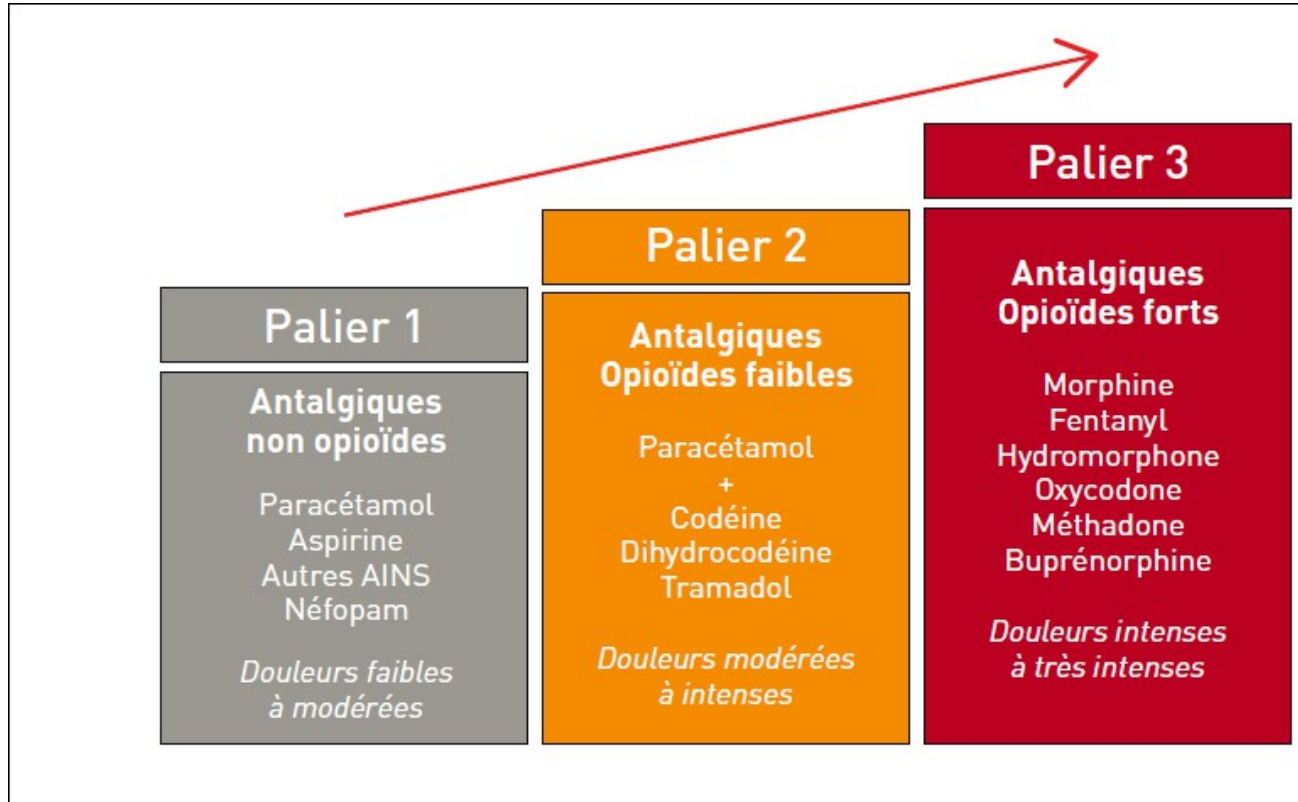 Palier 1
Antalgiques
non opioïdes
Paracétamol
Aspirine
Autres AINS
Néfopam
Douleurs faibles
à modérées
Palier 2
Antalgiques
Opioïdes faibles
Paracétamol
+
Codéine
Dihydrocodéine
Tramadol
Douleurs modérées
à intenses
Palier 3
Antalgiques
Opioïdes forts
Morphine
Fentanyl
Hydromorphone
Oxycodone
Méthadone
Buprénorphine
Douleurs intenses
à très intenses